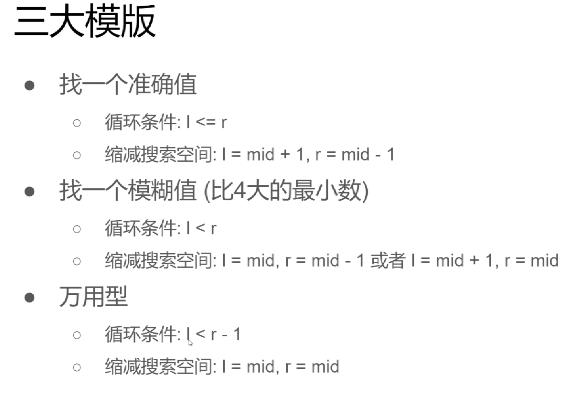 三大模版
● 找一个准确值
○ 循环条件: l <= r
○ 缩减搜索空间: l = mid + 1, r = mid - 1
● 找一个模糊值 (比4大的最小数)
○ 循环条件: l < r
○ 缩减搜索空间: l = mid, r = mid - 1 或者 l = mid + 1, r = mid
● 万用型
○ 循环条件: l < r - 1
○ 缩减搜索空间: l = mid, r = mid